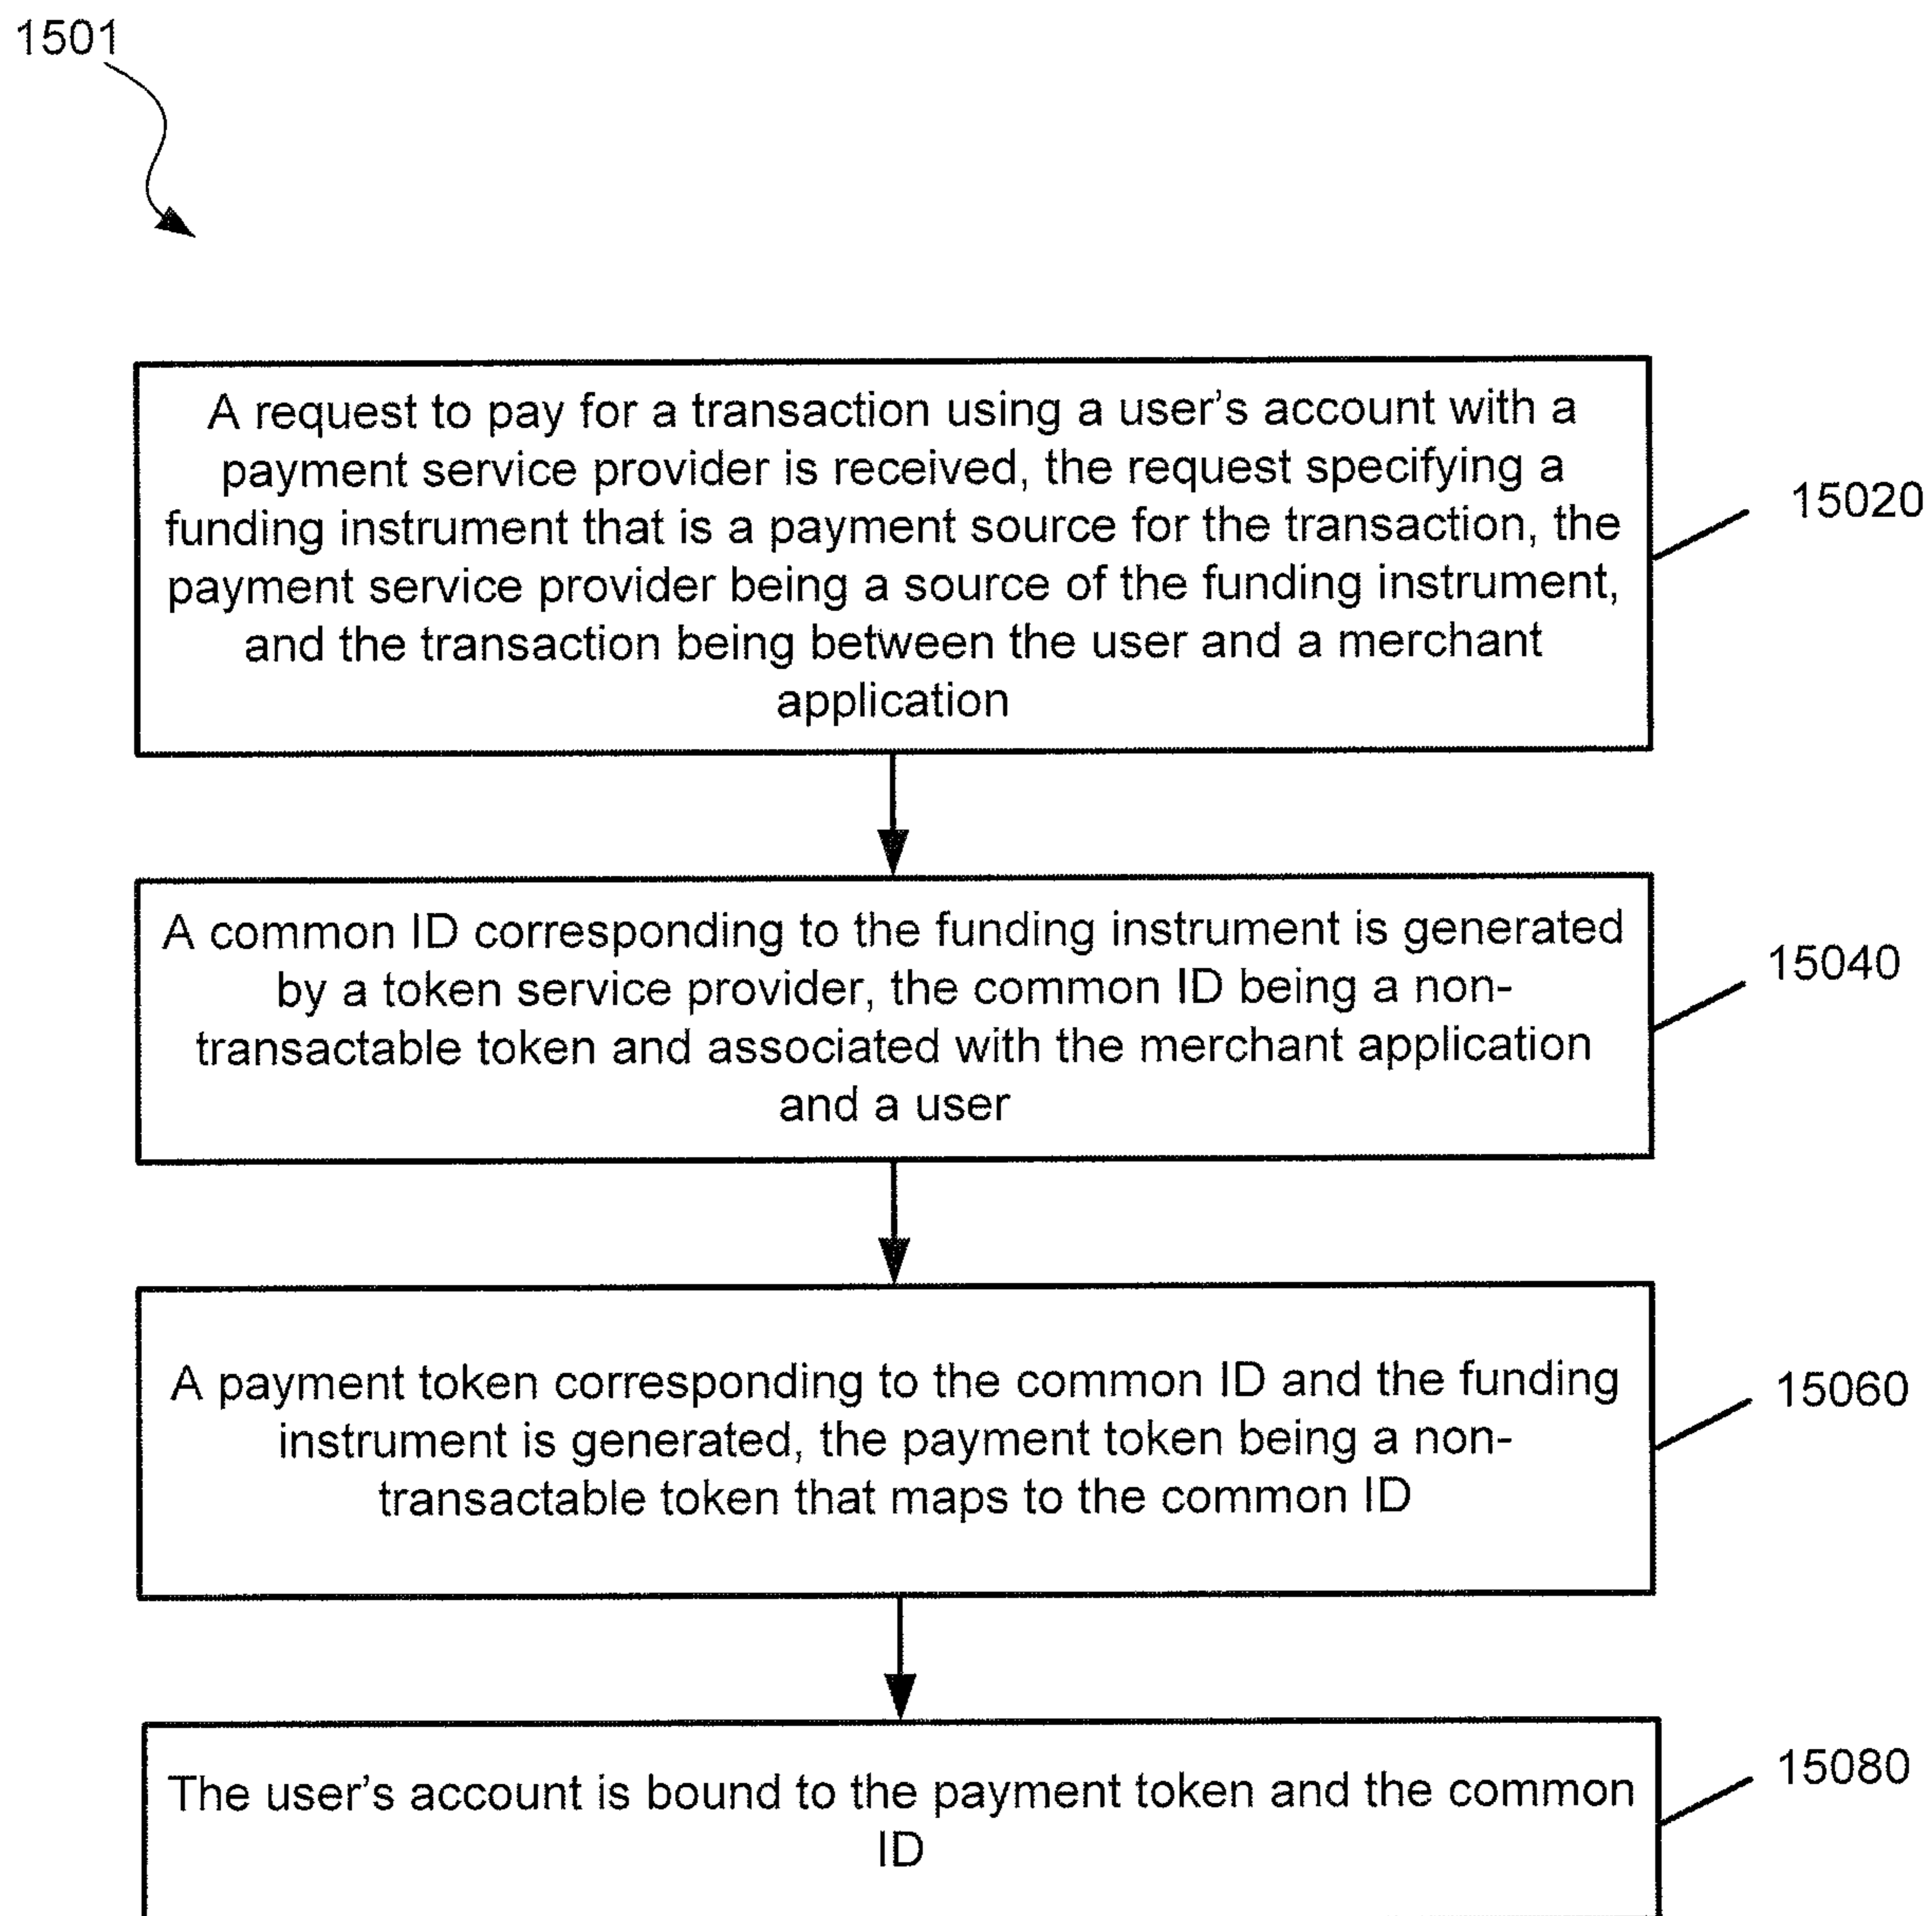 1501
A request to pay for a transaction using a user's account with a
payment service provider is received, the request specifying a
funding instrument that is a payment source for the transaction, the
payment service provider being a source of the funding instrument,
and the transaction being between the user and a merchant
application
15020
A common ID corresponding to the funding instrument is generated
by a token service provider, the common ID being a non-
transactable token and associated with the merchant application
and a user
15040
A payment token corresponding to the common ID and the funding
instrument is generated, the payment token being a non-
transactable token that maps to the common ID
15060
The user's account is bound to the payment token and the common
ID
15080